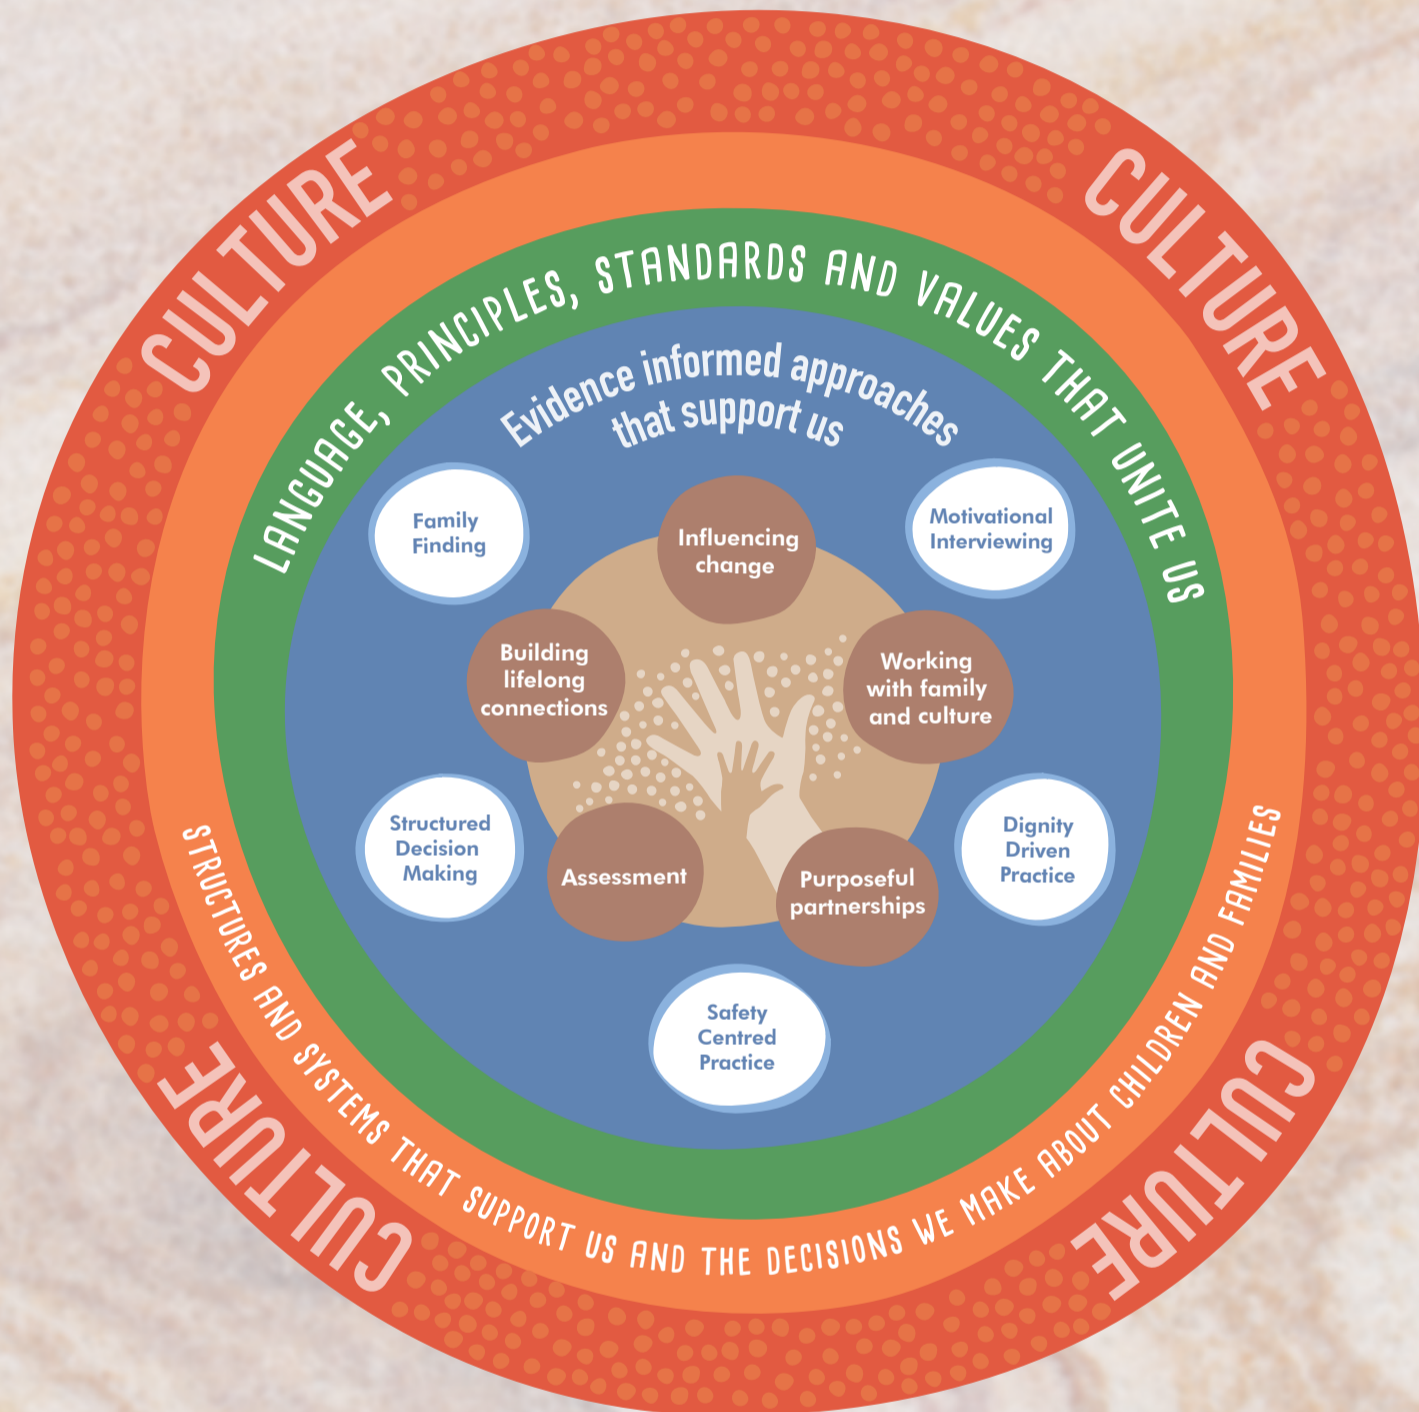 CULTURE
CULTURE
LANGUAGE, PRINCIPLES, STANDARDS AND VALUES THAT UNITE US
Evidence informed approaches
that support us
Family
Finding
Influencing
change
Motivational
Interviewing
Building
lifelong
connections
Working
with family
and culture
Structured
Decision
Making
Assessment
Purposeful
partnerships
Dignity
Driven
Practice
Safety
Centred
Practice
STRUCTURES AND SYSTEMS THAT SUPPORT US AND THE DECISIONS WE MAKE ABOUT CHILDREN AND FAMILIES
CULTURE
CULTURE